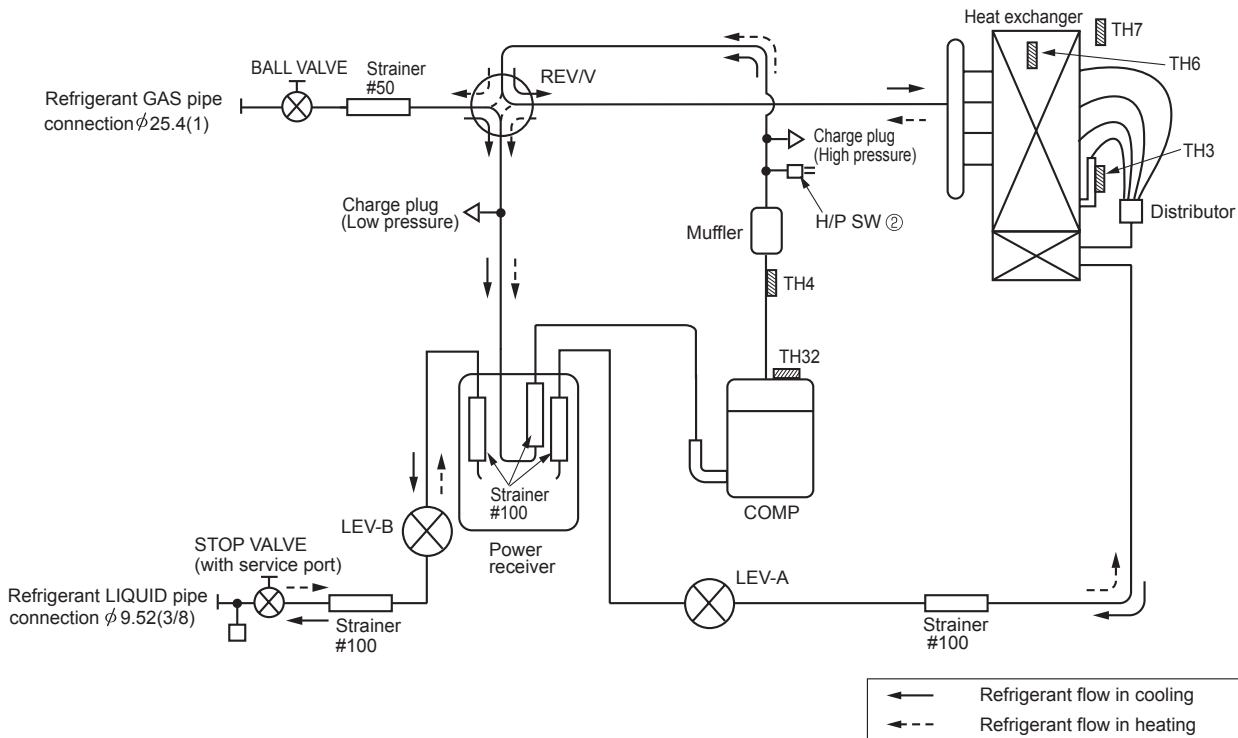 Heat exchanger
TH7
TH6
BALL VALVE
Strainer
#50
REV/V
Refrigerant GAS pipe
connection ϕ25.4(1)
Charge plug
(High pressure)
TH3
H/P SW ②
Charge plug
(Low pressure)
Distributor
Muffler
TH4
TH32
Strainer
#100
COMP
LEV-B
Power
receiver
STOP VALVE
(with service port)
LEV-A
Refrigerant LIQUID pipe
connection ϕ9.52(3/8)
Strainer
#100
Strainer
#100
Refrigerant flow in cooling
Refrigerant flow in heating